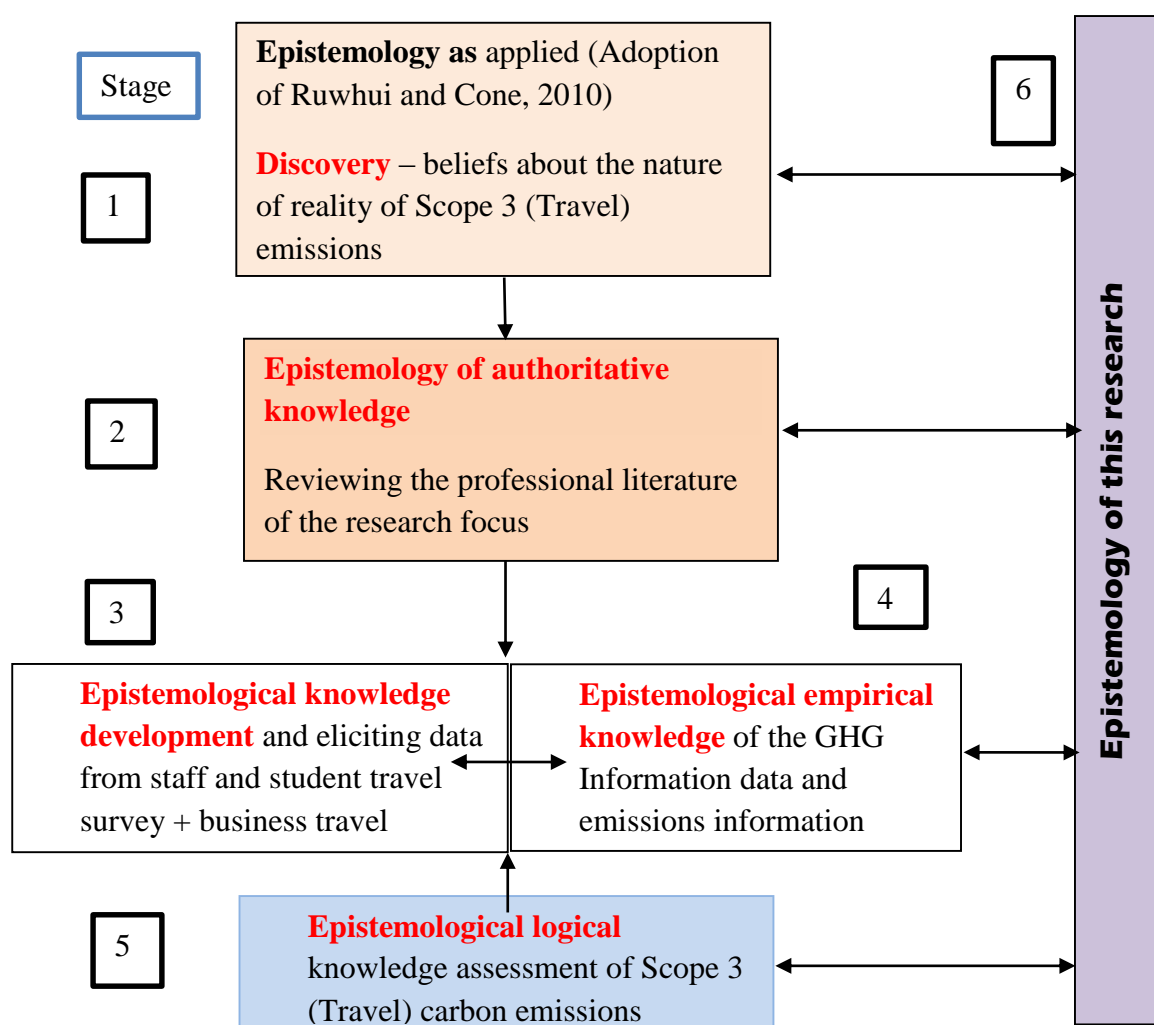 Stage
Epistemology as applied (Adoption
of Ruwhui and Cone, 2010)
Discovery – beliefs about the nature
of reality of Scope 3 (Travel)
emissions
6
1
Epistemology of authoritative
knowledge
Reviewing the professional literature
of the research focus
2
3
4
Epistemological knowledge
development and eliciting data
from staff and student travel
survey + business travel
Epistemological empirical
knowledge of the GHG
Information data and
emissions information
5
Epistemological logical
knowledge assessment of Scope 3
(Travel) carbon emissions
Epistemology of this research